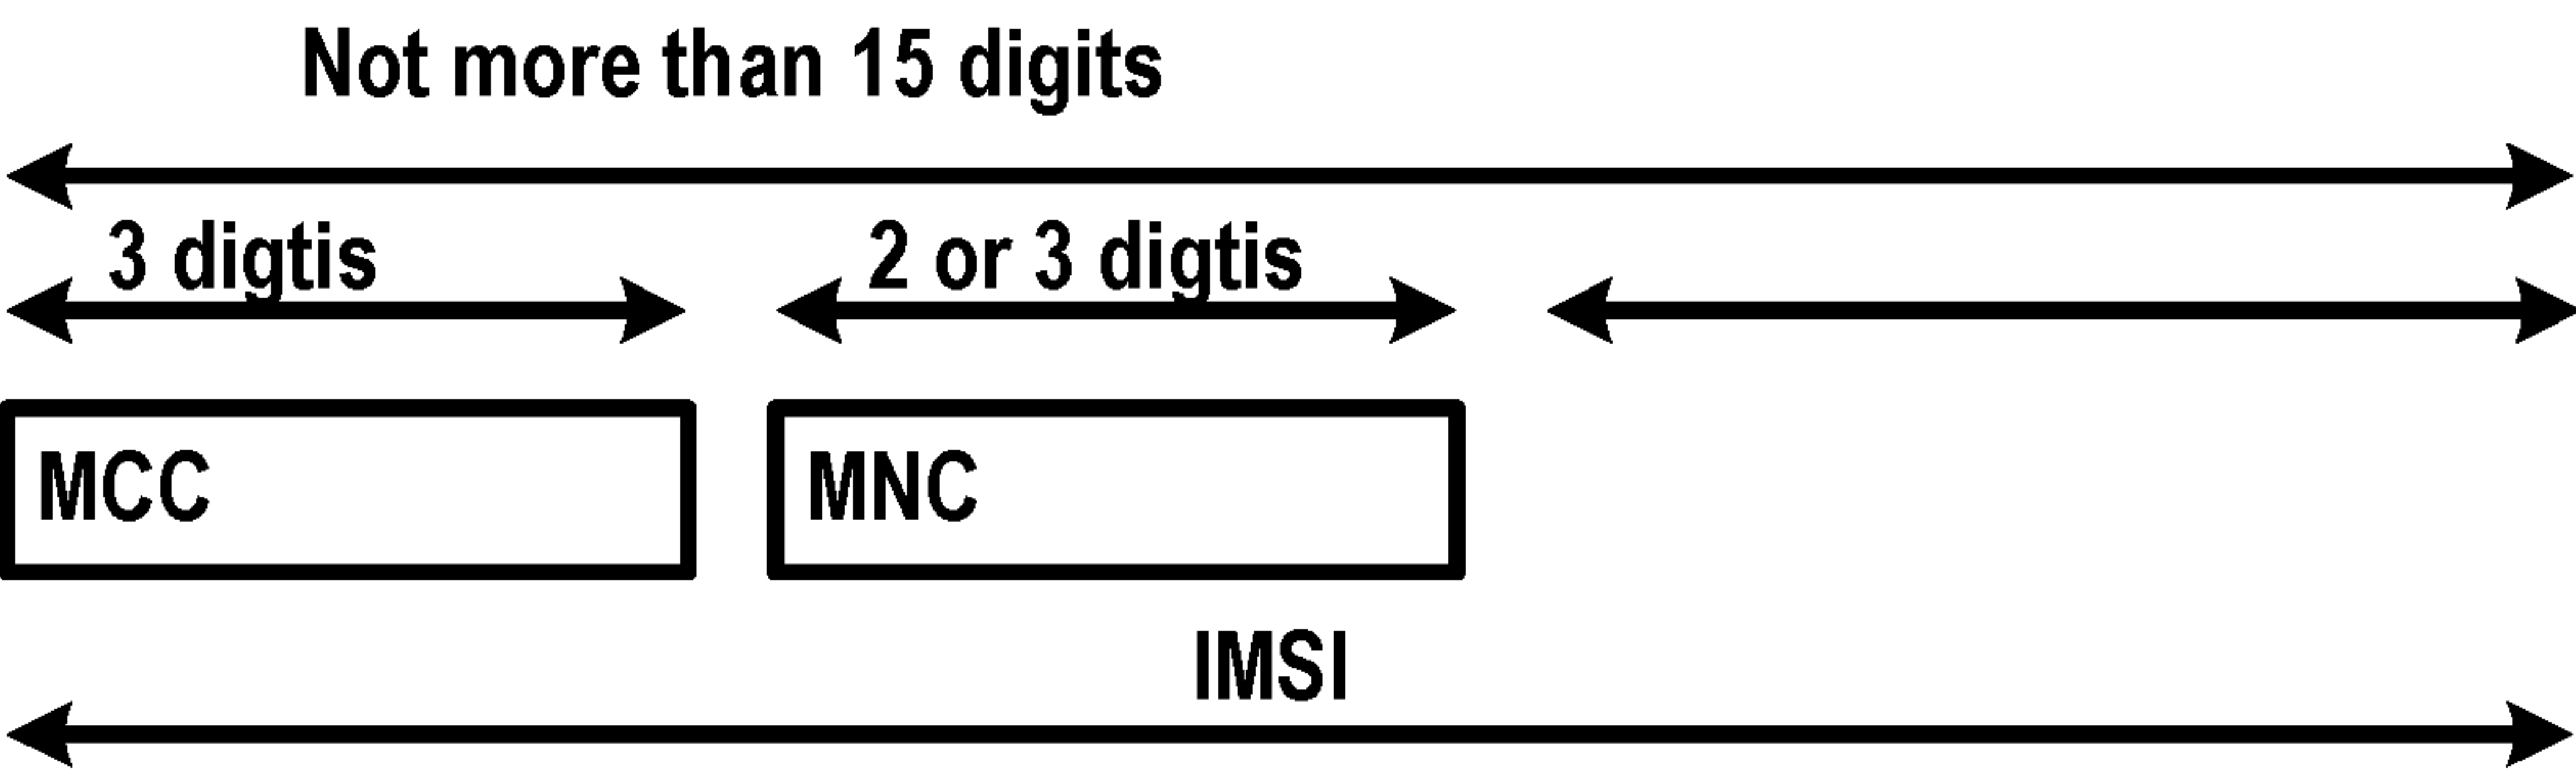 Not more than 15 digits
3 digtis
2 or 3 digtis
MCC
MNC
IMSI